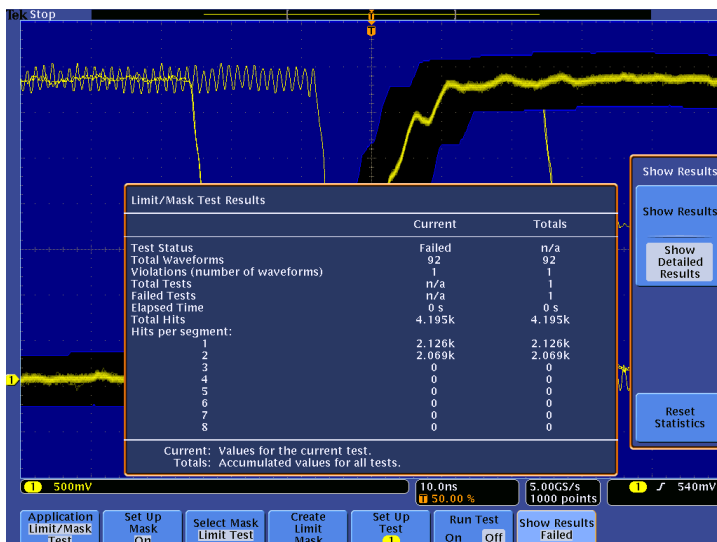 Tek Stop
T
T
Show Results
Limit/Mask Test Results
Show Results
Current Totals
Test Status Failed n/a
Total Waveforms 92 92
Violations (number of waveforms) 1 1
Total Tests n/a 1
Failed Tests n/a 1
Elapsed Time 0 s 0 s
Total Hits 4.195k 4.195k
Hits per segment:
1 2.126k 2.126k
2 2.069k 2.069k
3 0 0
4 0 0
5 0 0
6 0 0
7 0 0
8 0 0
Show
Detailed
Results
1
Reset
Statistics
Current: Values for the current test.
Totals: Accumulated values for all tests.
1 500mV
10.0ns
T 50.00 %
5.00GS/s
1000 points
1 540mV
Application
Limit/Mask
Test
Set Up
Mask
On
Select Mask
Limit Test
Create
Limit
Mask
Set Up
Test
1
Run Test
On Off
Show Results
Failed